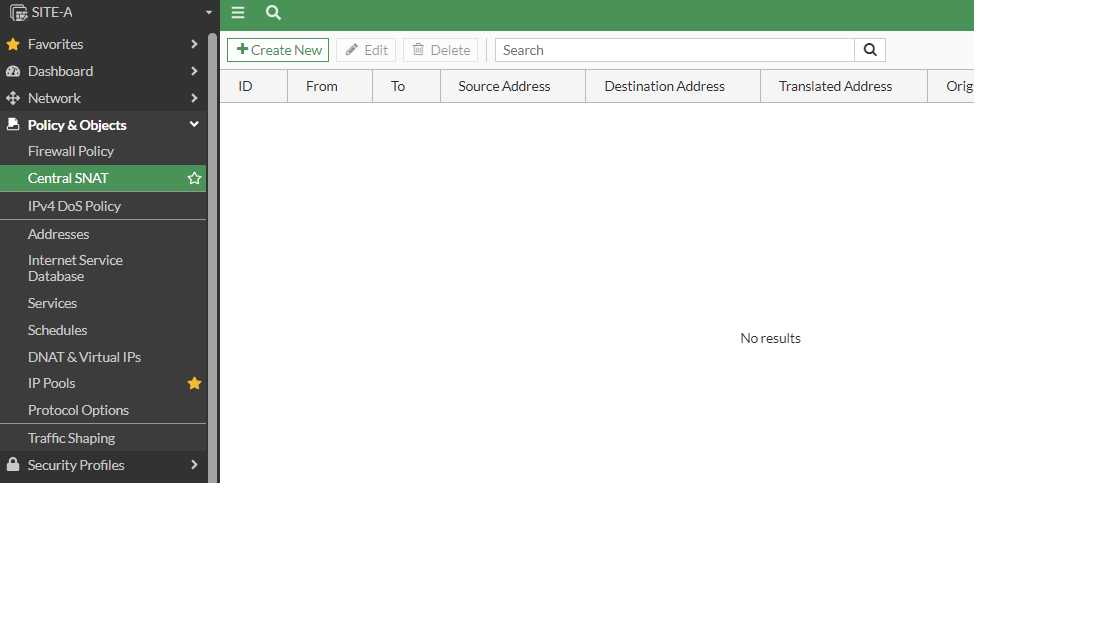 SITE-A
Favorites
Dashboard
Network
Policy & Objects
Firewall Policy
Central SNAT
IPv4 DoS Policy
Addresses
Internet Service
Database
Services
Schedules
DNAT & Virtual IPs
IP Pools
Protocol Options
Traffic Shaping
Security Profiles
Create New Edit Delete Search
ID From To Source Address Destination Address Translated Address Orig
No results